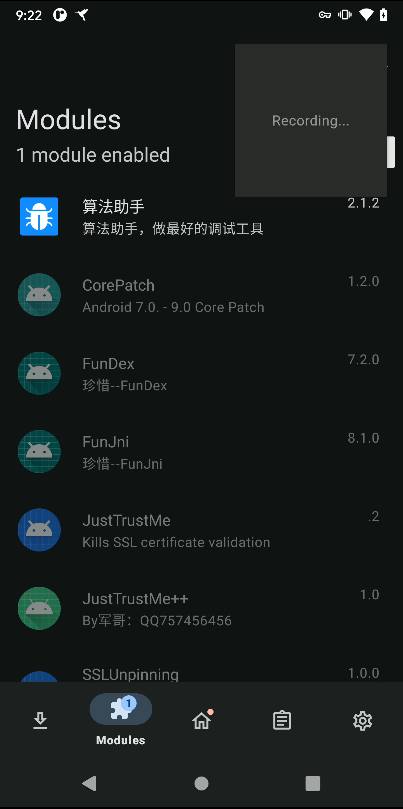 9:22
Recording...
Modules
1 module enabled
算法助手
2.1.2
算法助手，做最好的调试工具
CorePatch
1.2.0
Android 7.0. - 9.0 Core Patch
FunDex
7.2.0
珍惜--FunDex
FunJni
8.1.0
珍惜--FunJni
JustTrustMe
.2
Kills SSL certificate validation
JustTrustMe++
1.0
By军哥：QQ757456456
SSLUnpinning
1.0.0
1
Modules